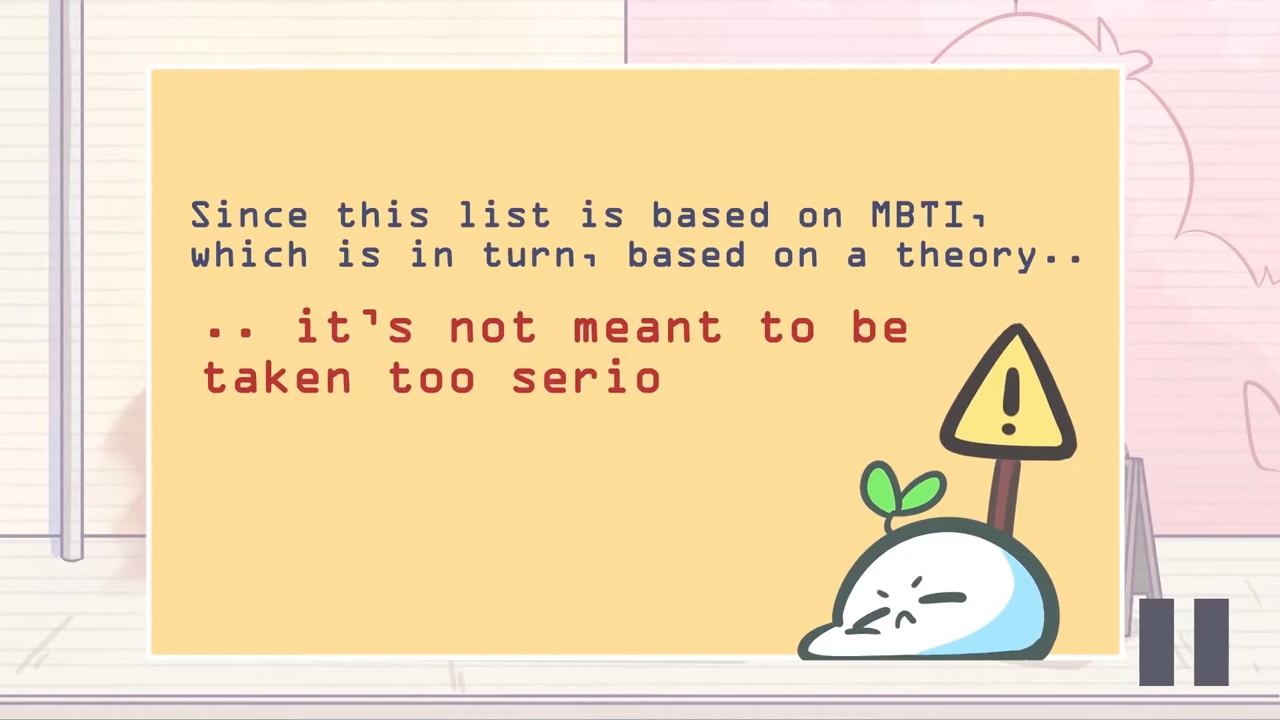 Since this list is based on MBTI,
which is in turn, based on a theory..
.. it's not meant to be
taken too serio
!